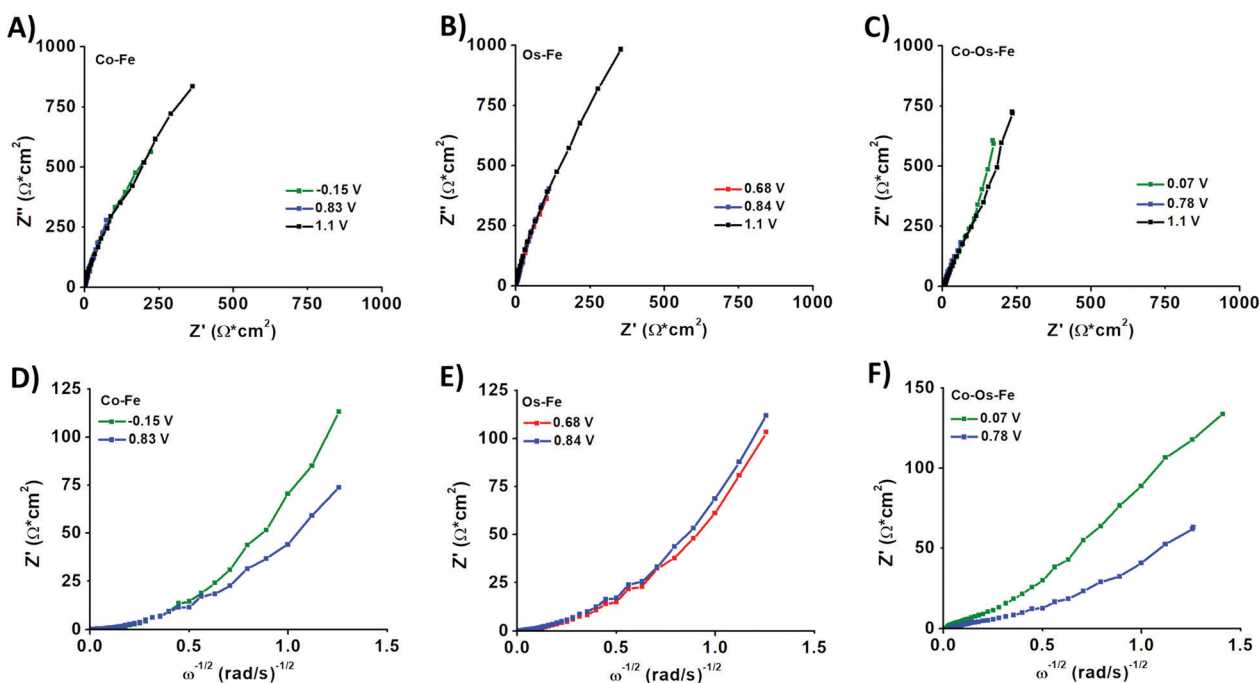 A)
Co-Fe
1000
750
500
250
0
Z" (Ω*cm²)
-0.15 V
0.83 V
1.1 V
0 250 500 750 1000
Z' (Ω*cm²)
B)
Os-Fe
1000
750
500
250
0
Z" (Ω*cm²)
0.68 V
0.84 V
1.1 V
0 250 500 750 1000
Z' (Ω*cm²)
C)
Co-Os-Fe
1000
750
500
250
0
Z" (Ω*cm²)
0.07 V
0.78 V
1.1 V
0 250 500 750 1000
Z' (Ω*cm²)
D)
Co-Fe
125
100
75
50
25
0
Z' (Ω*cm²)
-0.15 V
0.83 V
0.0 0.5 1.0 1.5
ω⁻¹/² (rad/s)⁻¹/²
E)
Os-Fe
125
100
75
50
25
0
Z' (Ω*cm²)
0.68 V
0.84 V
0.0 0.5 1.0 1.5
ω⁻¹/² (rad/s)⁻¹/²
F)
Co-Os-Fe
150
100
50
0
Z' (Ω*cm²)
0.07 V
0.78 V
0.0 0.5 1.0 1.5
ω⁻¹/² (rad/s)⁻¹/²